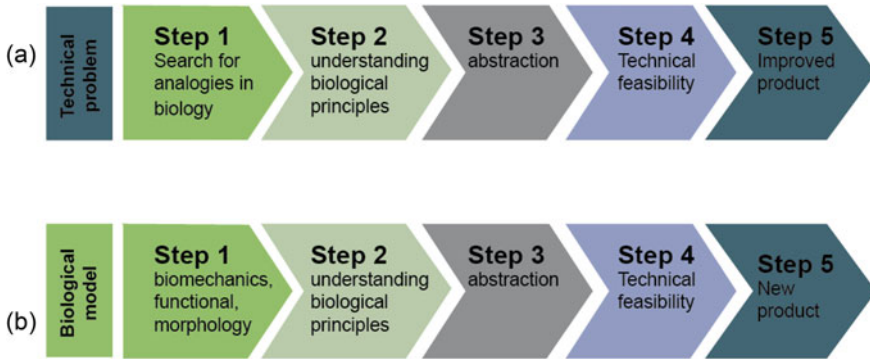 (a)
Technical
problem
Step 1
Search for
analogies in
biology
Step 2
understanding
biological
principles
Step 3
abstraction
Step 4
Technical
feasibility
Step 5
Improved
product
(b)
Biological
model
Step 1
biomechanics,
functional,
morphology
Step 2
understanding
biological
principles
Step 3
abstraction
Step 4
Technical
feasibility
Step 5
New
product